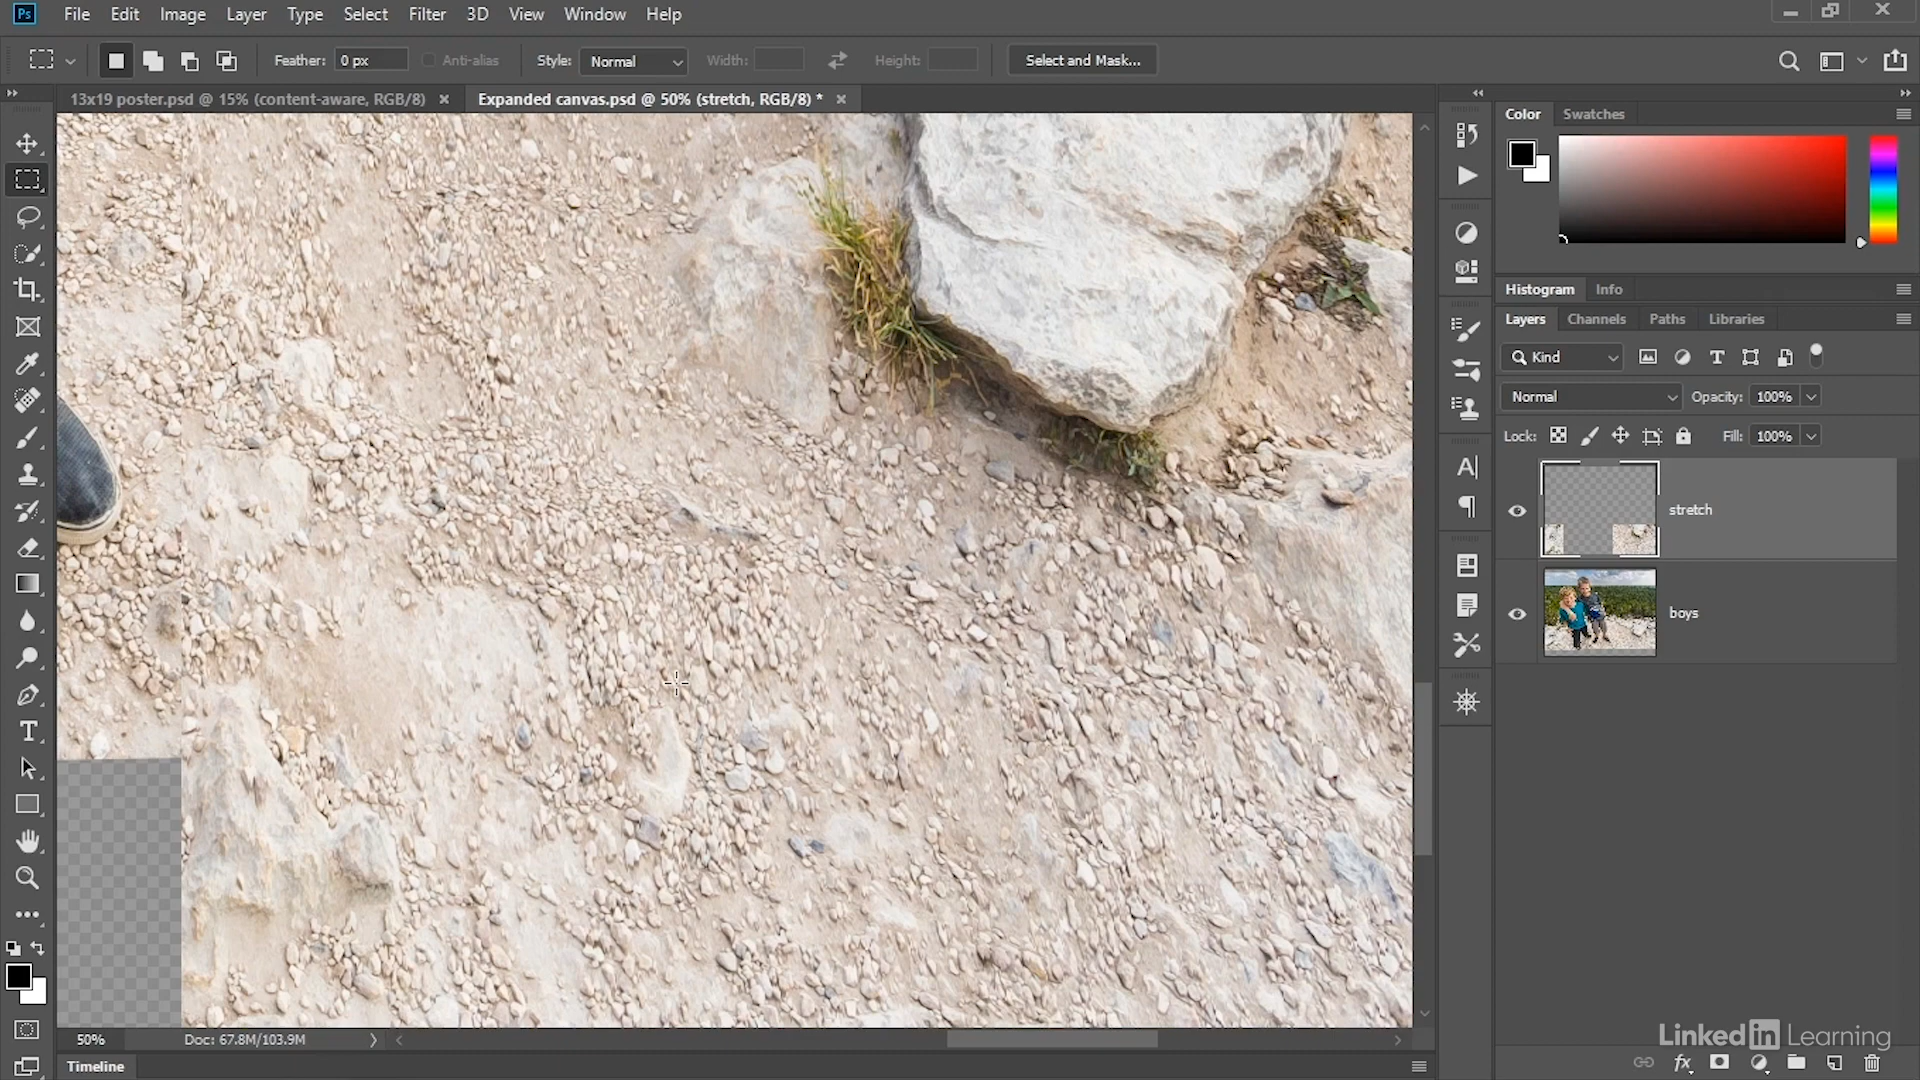 Ps File Edit Image Layer Type Select Filter 3D View Window Help
Feather: 0 px Anti-alias Style: Normal Width: Height: Select and Mask...
13x19 poster.psd @ 15% (content-aware, RGB/8) Expanded canvas.psd @ 50% (stretch, RGB/8) *
Color Swatches
Histogram Info
Layers Channels Paths Libraries
Kind
Normal Opacity: 100%
Lock: Fill: 100%
stretch
boys
50% Doc: 67.8M/103.9M
Timeline
LinkedIn Learning